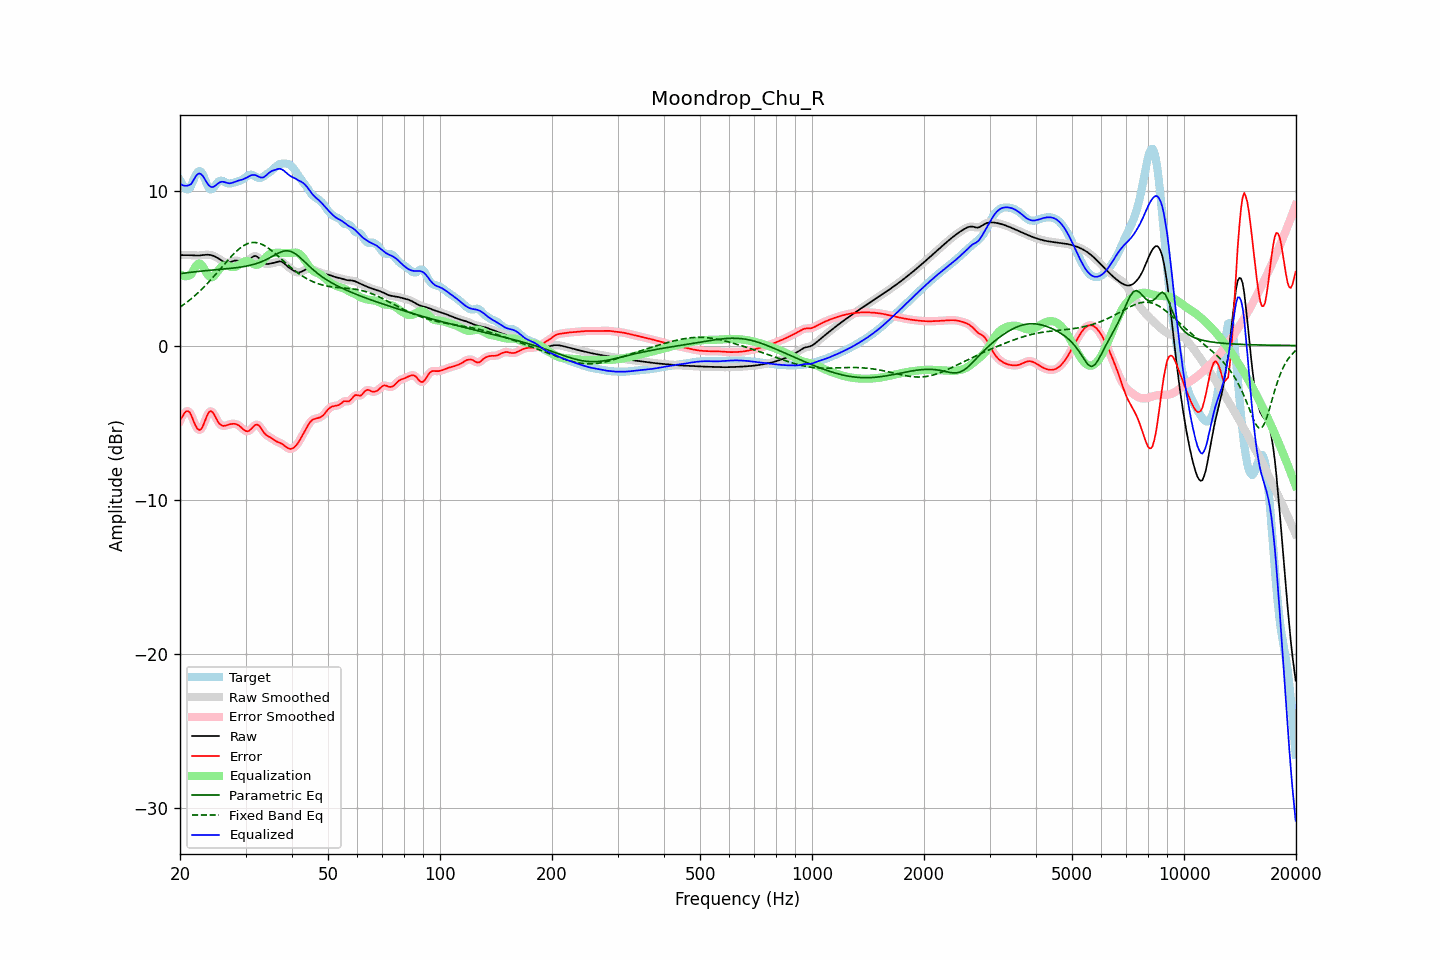 Moondrop_Chu_R
Amplitude (dBr)
10
0
−10
−20
−30
Target
Raw Smoothed
Error Smoothed
Raw
Error
Equalization
Parametric Eq
Fixed Band Eq
Equalized
20 50 100 200 500 1000 2000 5000 10000 20000
Frequency (Hz)